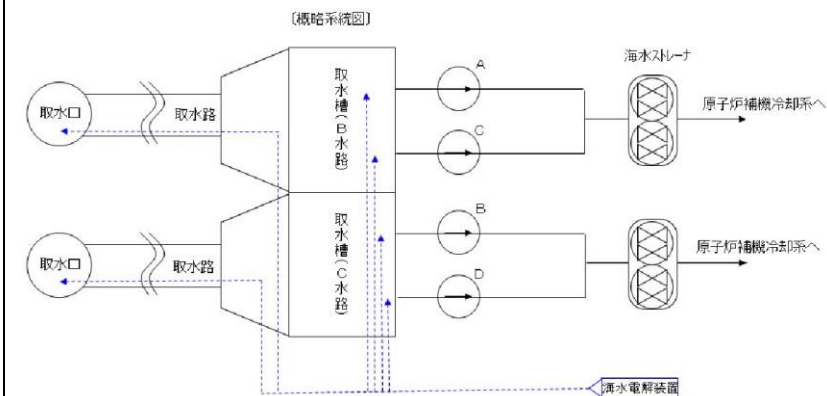 〔概略系統図〕
海水ストレーナ
取水口
取水路
取水槽(B水路)
A
C
原子炉補機冷却系へ
取水口
取水路
取水槽(C水路)
B
D
原子炉補機冷却系へ
海水電解装置